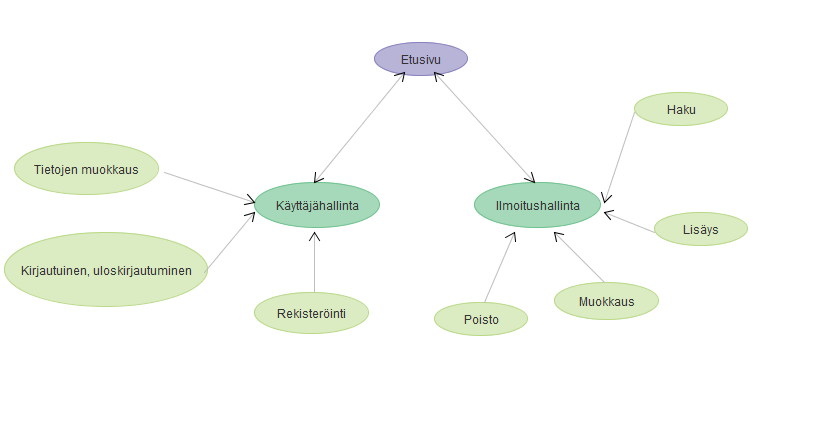 Etusivu
Haku
Tietojen muokkaus
Käyttäjähallinta
Ilmoitushallinta
Lisäys
Kirjautuinen, uloskirjautuminen
Muokkaus
Rekisteröinti
Poisto